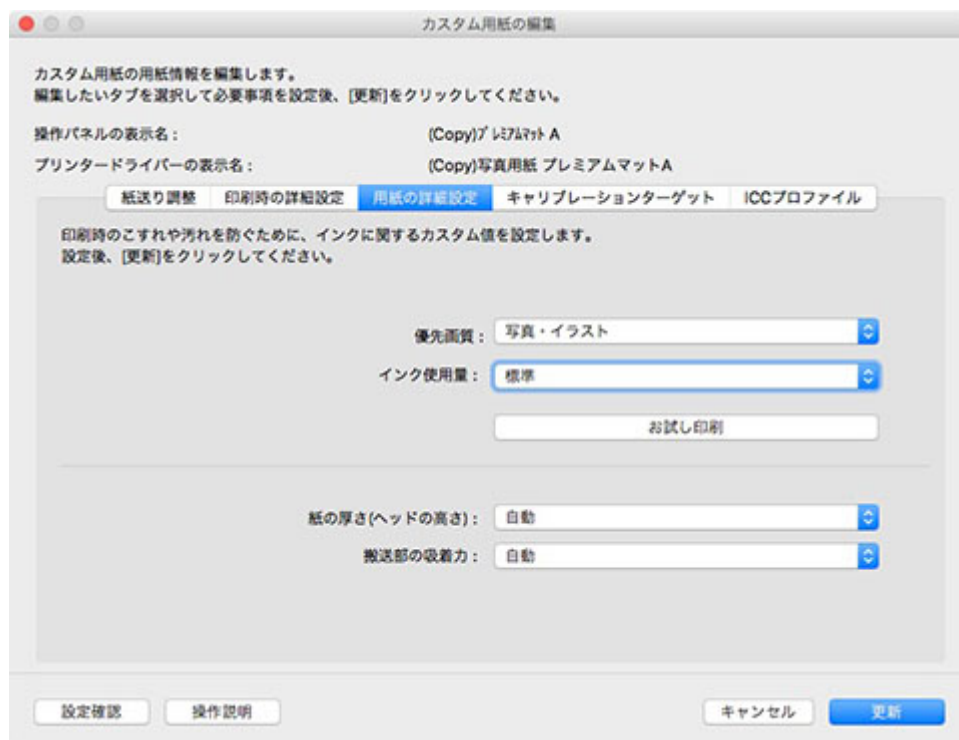 カスタム用紙の編集
カスタム用紙の用紙情報を編集します。
編集したいタブを選択して必要事項を設定後、[更新]をクリックしてください。
操作パネルの表示名： (Copy)ﾌﾟﾚﾐｱﾑﾏｯﾄ A
プリンタードライバーの表示名： (Copy)写真用紙 プレミアムマットA
紙送り調整 印刷時の詳細設定 用紙の詳細設定 キャリブレーションターゲット ICCプロファイル
印刷時のこすれや汚れを防ぐために、インクに関するカスタム値を設定します。
設定後、[更新]をクリックしてください。
優先画質： 写真・イラスト
インク使用量： 標準
お試し印刷
紙の厚さ(ヘッドの高さ)： 自動
搬送部の吸着力： 自動
設定確認 操作説明 キャンセル 更新